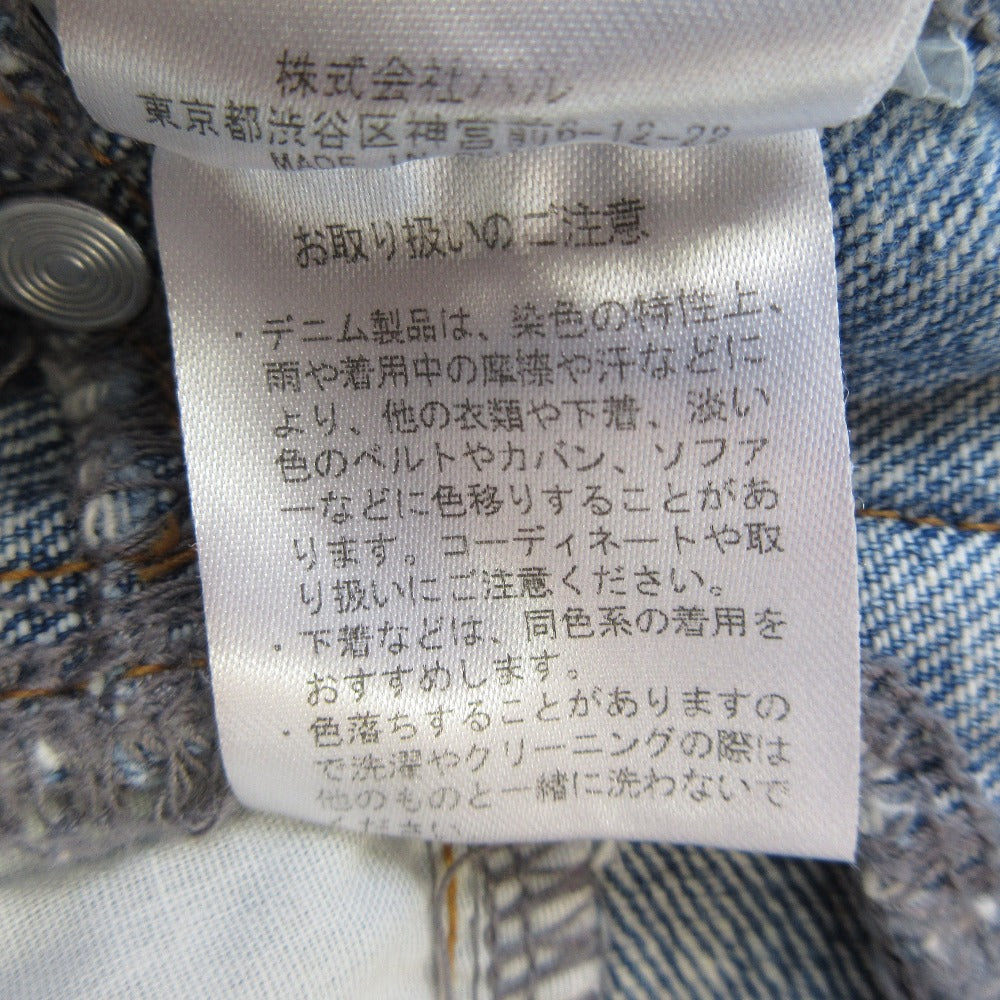 株式会社ハル
東京都渋谷区神宮前6-12-22
MADE
お取り扱いのご注意
・デニム製品は、染色の特性上、
雨や着用中の摩擦や汗などに
より、他の衣類や下着、淡い
色のベルトやカバン、ソファ
ーなどに色移りすることがあ
ります。コーディネートや取
り扱いにご注意ください。
・下着などは、同色系の着用を
おすすめします。
・色落ちすることがありますの
で洗濯やクリーニングの際は
他のものと一緒に洗わないで
ください。